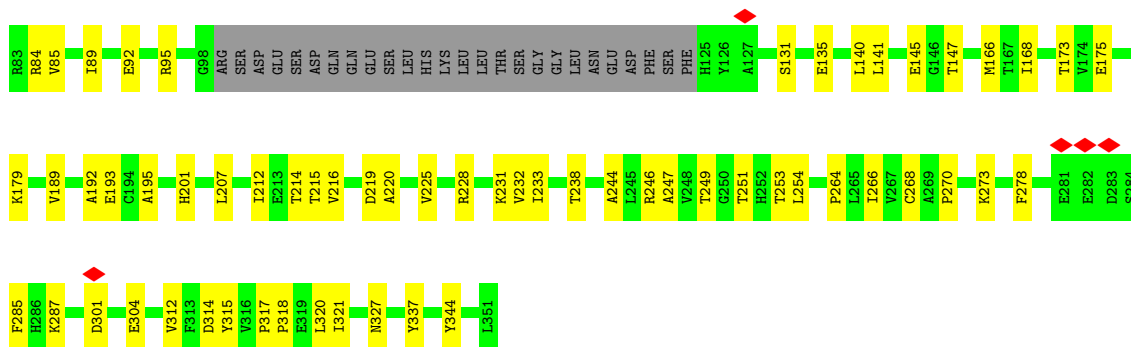 R83 R84 V85 I89 E92 R95 G98 ARG SER ASP GLU SER ASP GLN GLN GLU SER LEU HIS LYS LEU LEU THR SER GLY GLY LEU ASN GLU ASP PHE SER PHE H125 Y126 A127 S131 E135 L140 L141 E145 G146 T147 M166 T167 I168 T173 V174 E175
K179 V189 A192 E193 C194 A195 H201 L207 I212 E213 T214 T215 V216 D219 A220 V225 R228 K231 V232 I233 T238 A244 L245 R246 A247 V248 T249 G250 T251 H252 T253 L254 P264 L265 I266 V267 C268 A269 P270 K273 F278 E281 E282 D283 S284
F285 H286 K287 D301 E304 V312 F313 D314 Y315 V316 P317 P318 E319 L320 I321 N327 Y337 Y344 L351